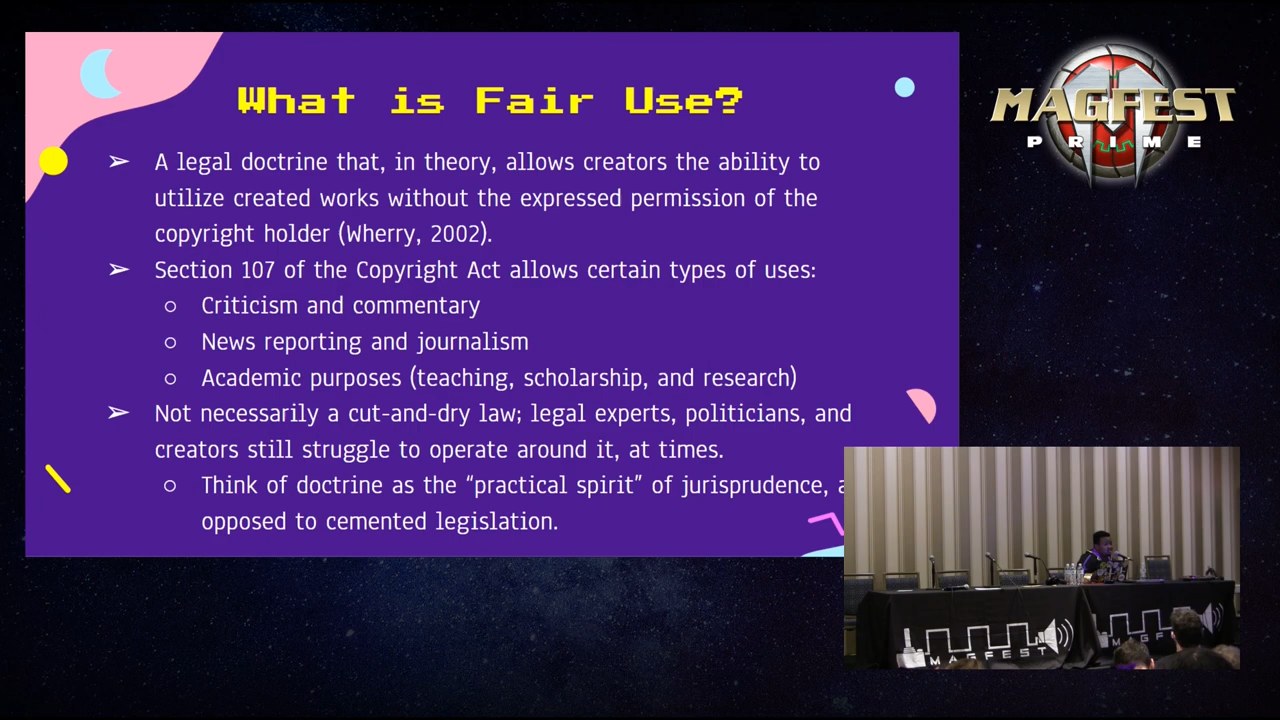 What is Fair Use?
➢ A legal doctrine that, in theory, allows creators the ability to
utilize created works without the expressed permission of the
copyright holder (Wherry, 2002).
➢ Section 107 of the Copyright Act allows certain types of uses:
○ Criticism and commentary
○ News reporting and journalism
○ Academic purposes (teaching, scholarship, and research)
➢ Not necessarily a cut-and-dry law; legal experts, politicians, and
creators still struggle to operate around it, at times.
○ Think of doctrine as the “practical spirit” of jurisprudence, a
opposed to cemented legislation.
MAGFEST
PRIME
MAGFEST
MAGF